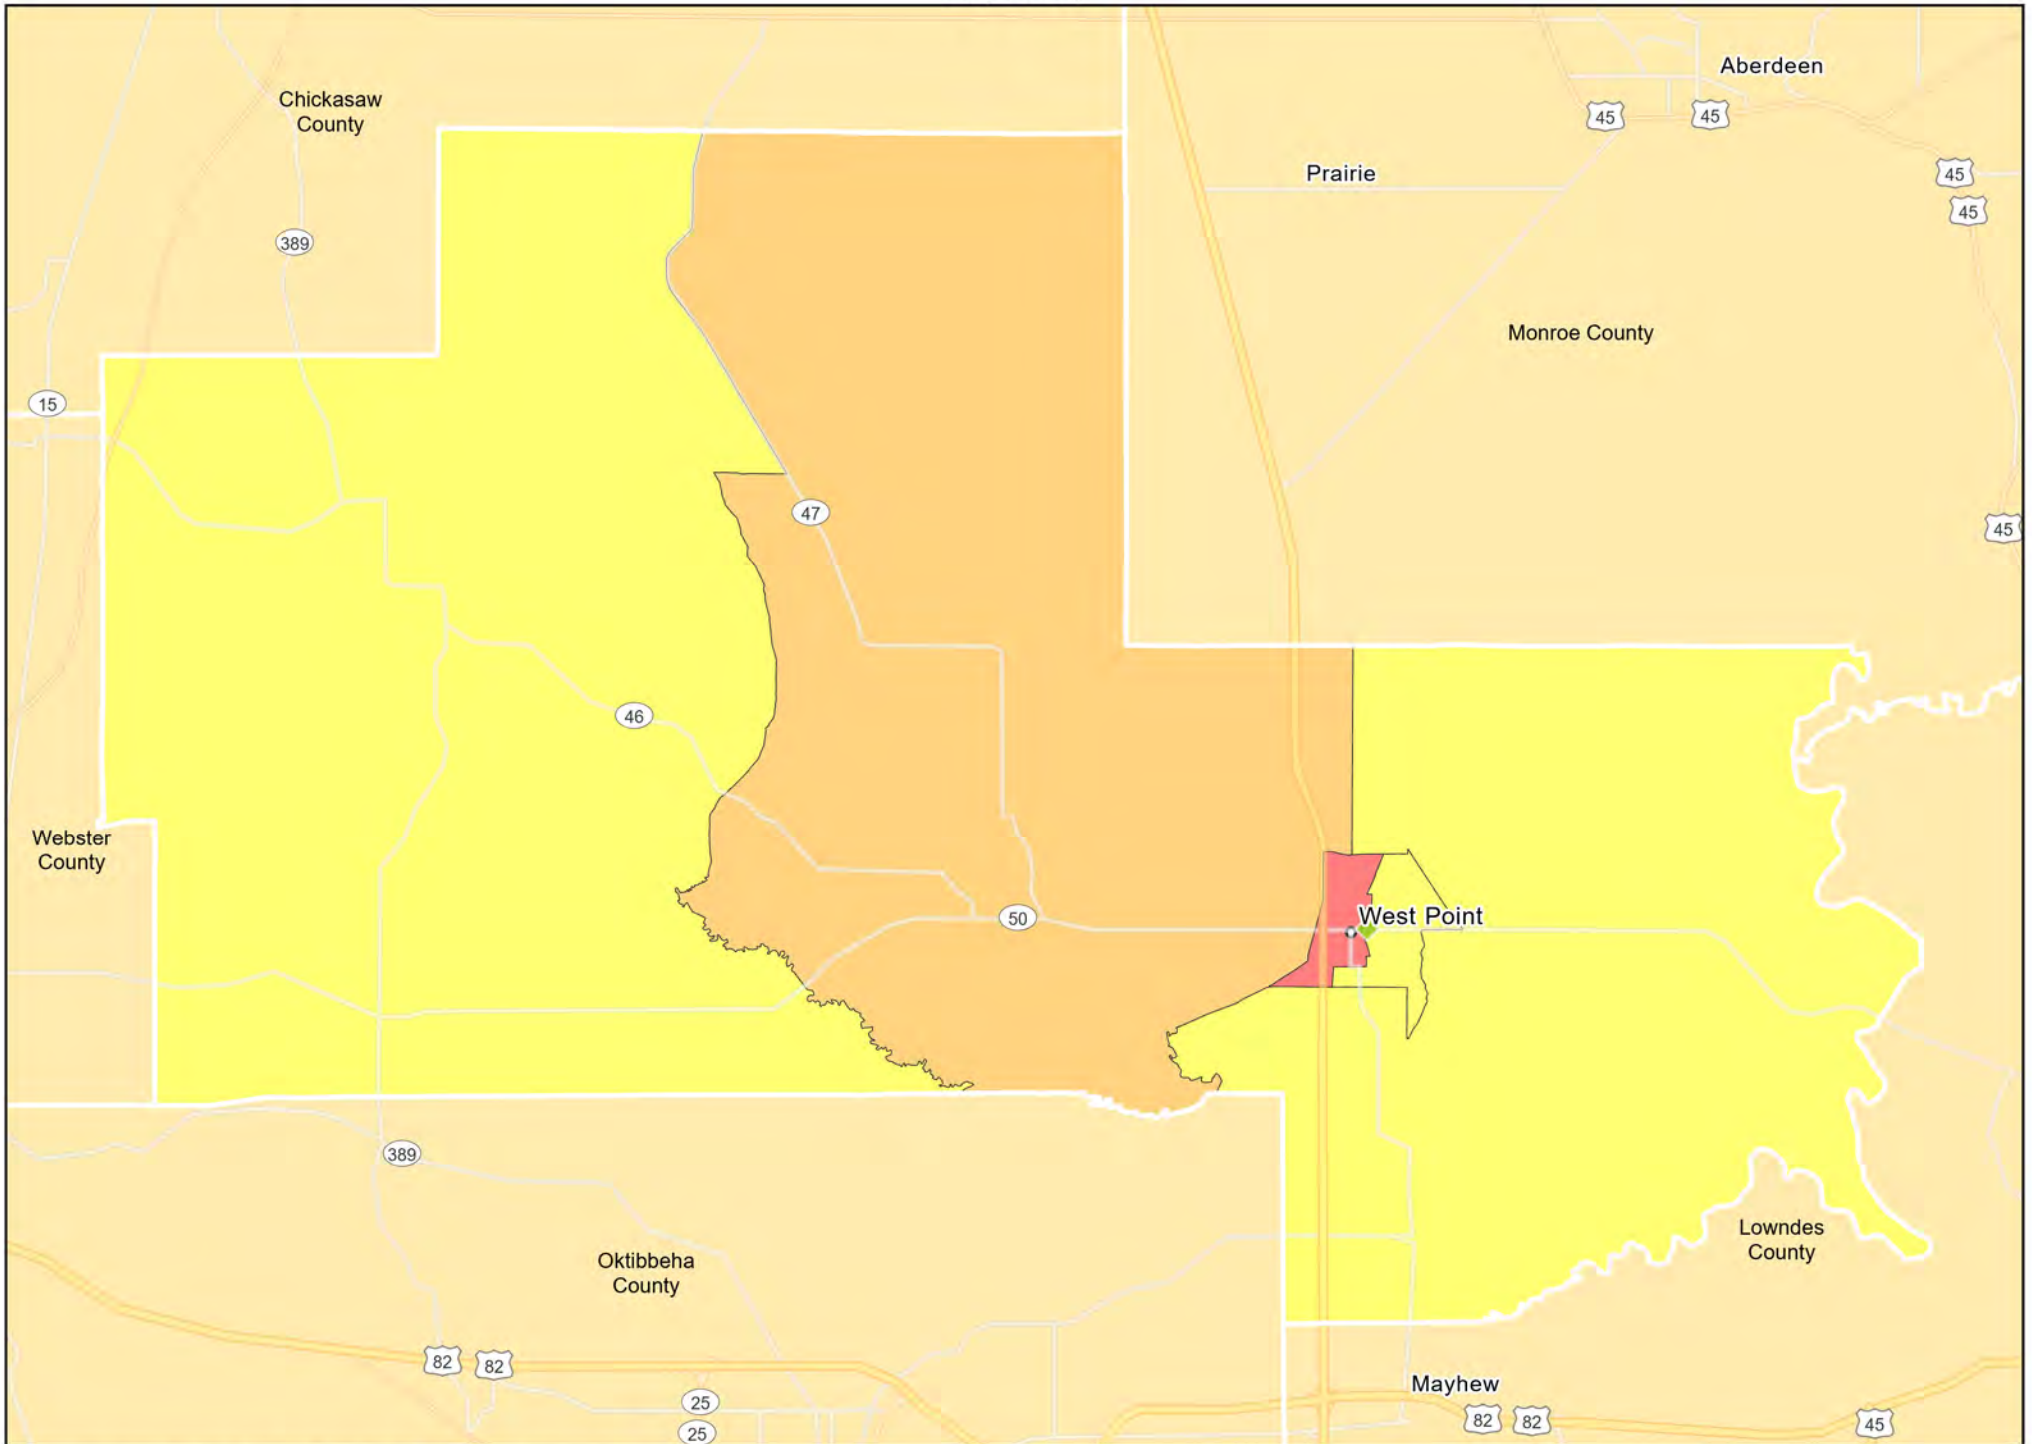 Aberdeen
Chickasaw
County
45
45
Prairie
45
45
389
Monroe County
15
47
45
46
Webster
County
West Point
50
389
Lowndes
County
Oktibbeha
County
82
82
Mayhew
25
82
82
45
25